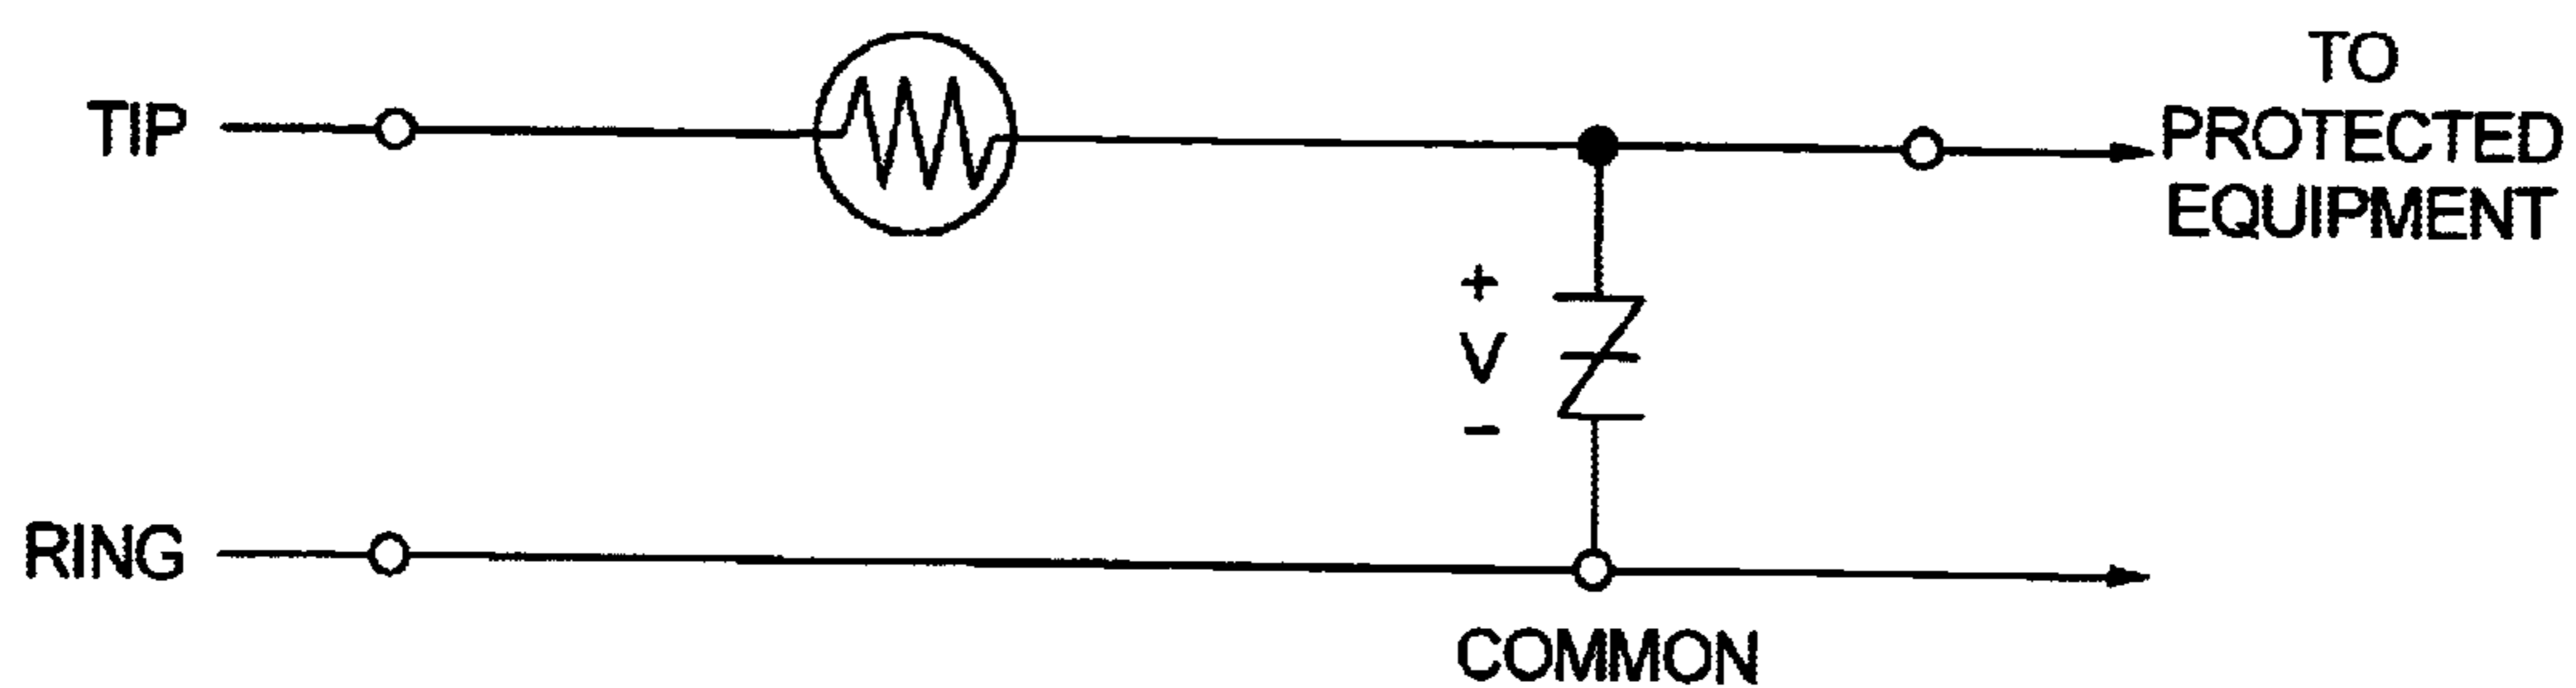 TIP
TO
PROTECTED
EQUIPMENT
+
V
-
RING
COMMON